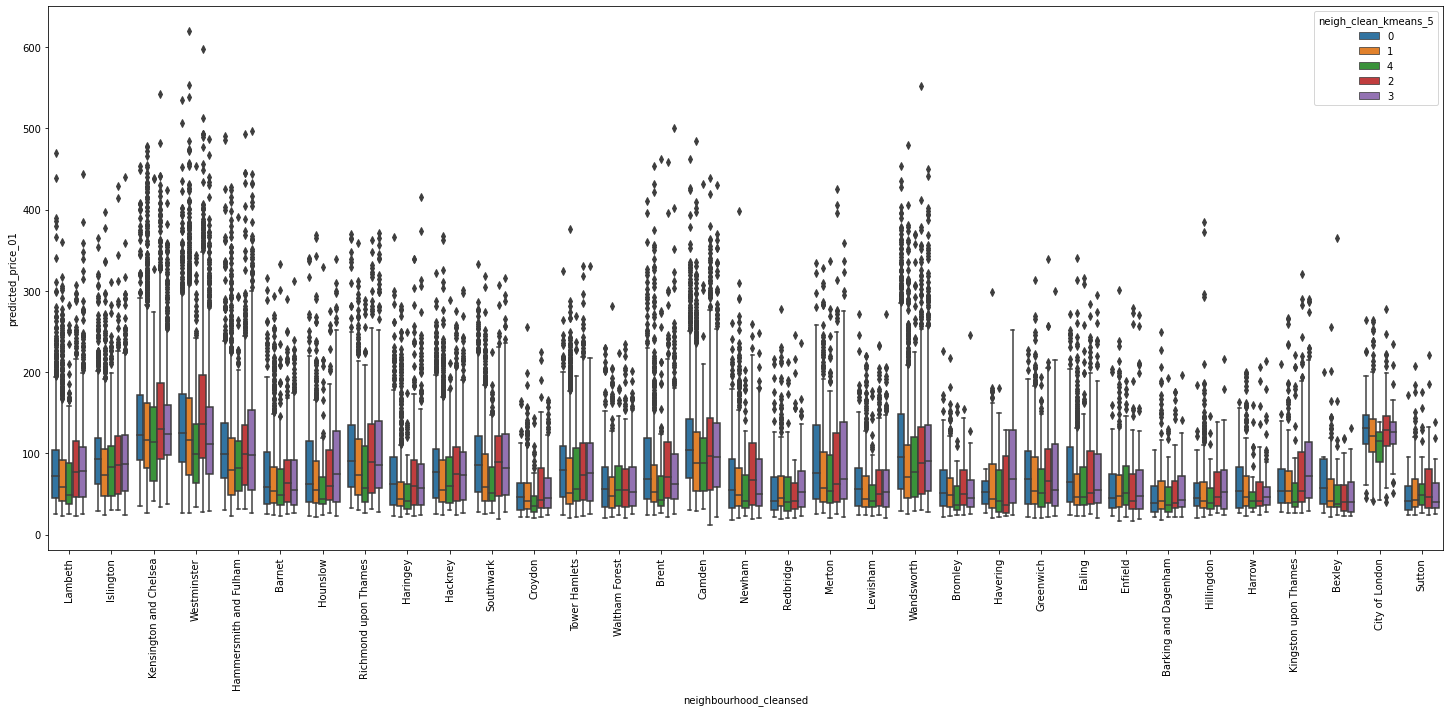 neigh_clean_kmeans_5
0
1
4
2
3
predicted_price_01
600
500
400
300
200
100
0
Lambeth
Islington
Kensington and Chelsea
Westminster
Hammersmith and Fulham
Barnet
Hounslow
Richmond upon Thames
Haringey
Hackney
Southwark
Croydon
Tower Hamlets
Waltham Forest
Brent
Camden
Newham
Redbridge
Merton
Lewisham
Wandsworth
Bromley
Havering
Greenwich
Ealing
Enfield
Barking and Dagenham
Hillingdon
Harrow
Kingston upon Thames
Bexley
City of London
Sutton
neighbourhood_cleansed